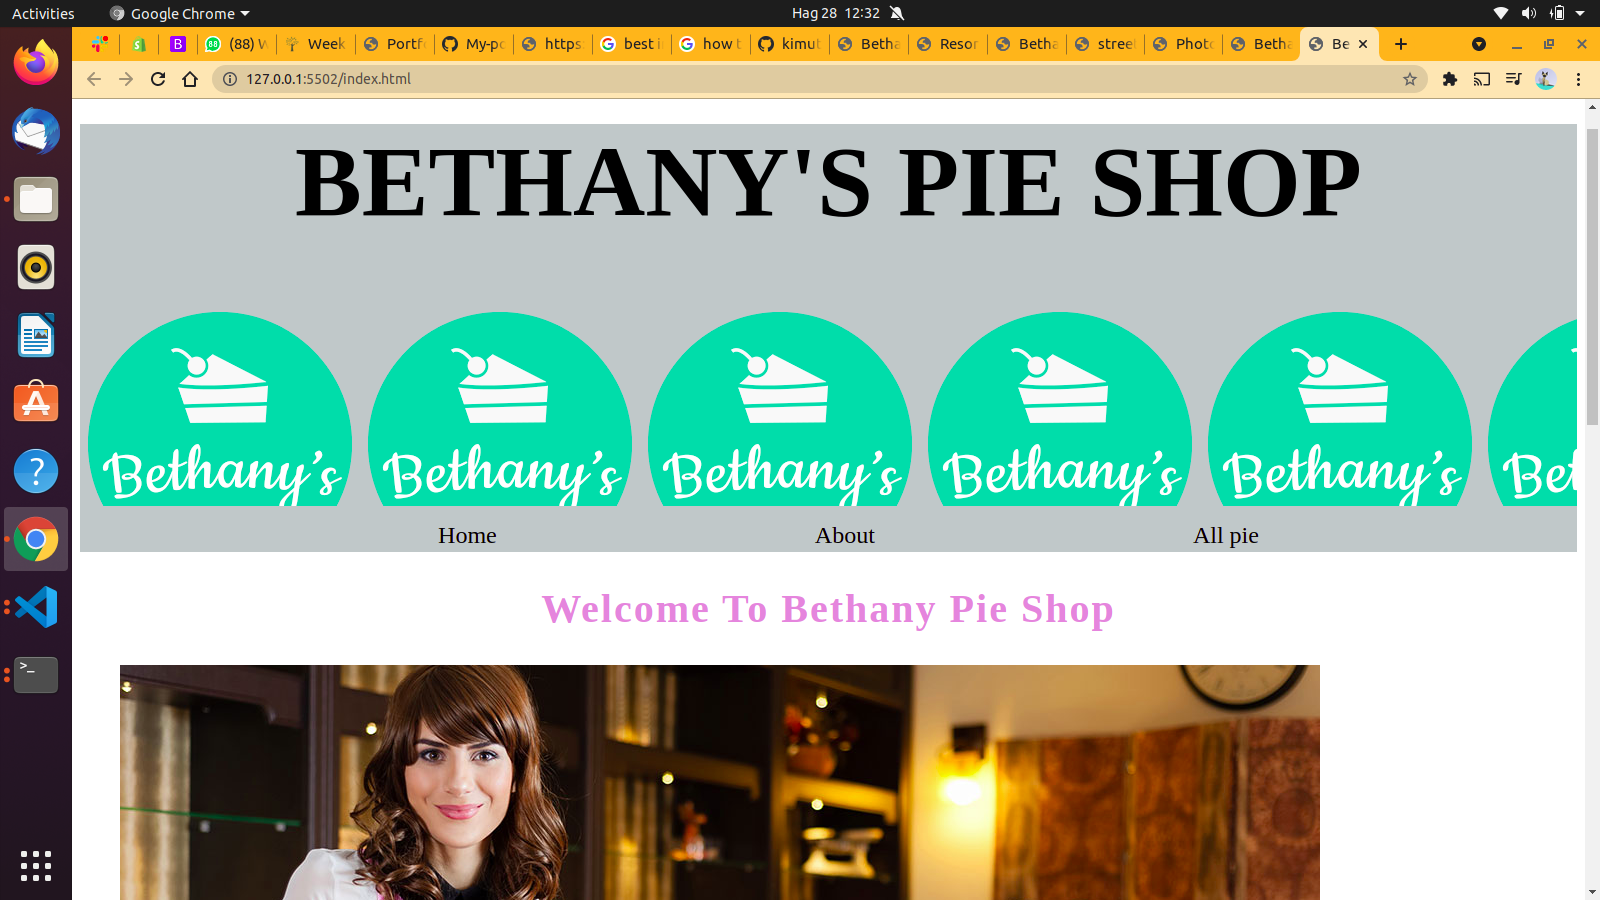 Activities
Google Chrome
Hag 28 12:32
(88) W
Week
Portfo
My-po
https:
best i
how t
kimut
Betha
Resor
Betha
stree
Photo
Betha
Be
127.0.0.1:5502/index.html
BETHANY'S PIE SHOP
Bethany's Bethany's Bethany's Bethany's Bethany's Bet
Home About All pie
Welcome To Bethany Pie Shop